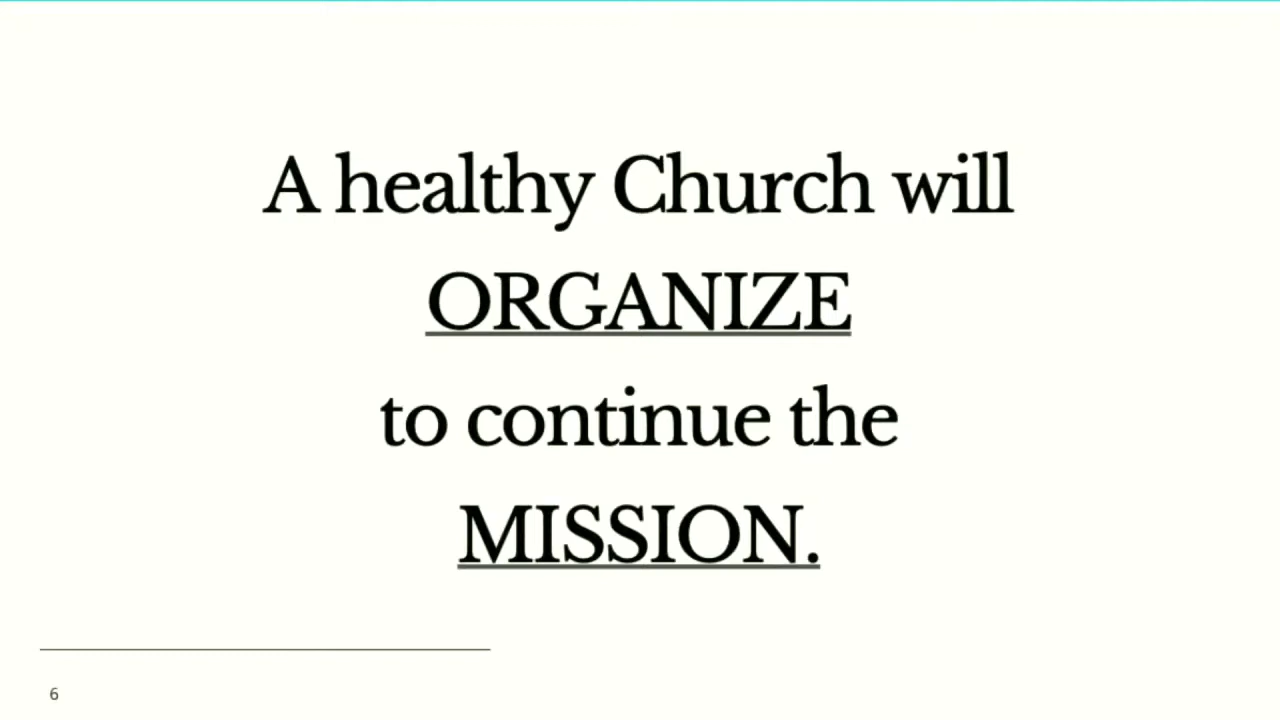 A healthy Church will
ORGANIZE
to continue the
MISSION.
6